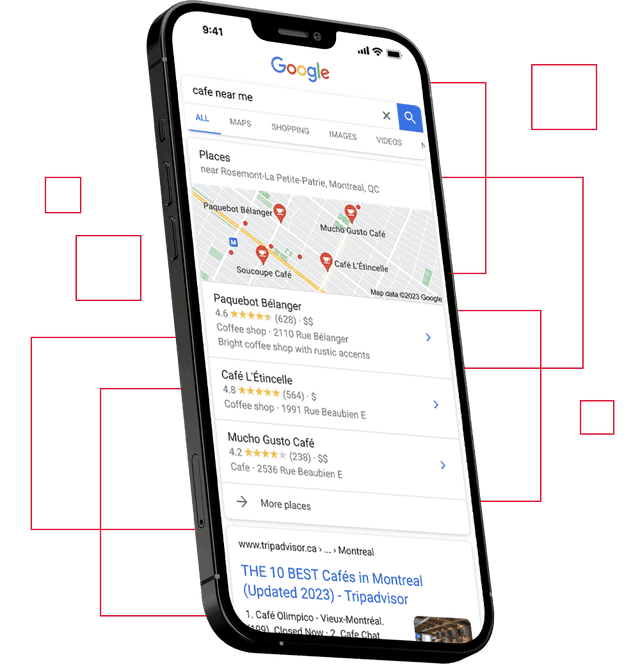 9:41
Google
cafe near me
ALL MAPS SHOPPING IMAGES VIDEOS
Places
near Rosemont-La Petite-Patrie, Montreal, QC
Paquebot Bélanger
Mucho Gusto Café
M
Soucoupe Café
Café L'Étincelle
Map data ©2023 Google
Paquebot Bélanger
4.6 (628) · $$
Coffee shop · 2110 Rue Bélanger
Bright coffee shop with rustic accents
Café L'Étincelle
4.8 (564) · $
Coffee shop · 1991 Rue Beaubien E
Mucho Gusto Café
4.2 (238) · $$
Cafe · 2536 Rue Beaubien E
More places
www.tripadvisor.ca › ... › Montreal
THE 10 BEST Cafés in Montreal
(Updated 2023) - Tripadvisor
1. Café Olimpico - Vieux-Montréal.
(199). Closed Now · 2. Cafe Chat